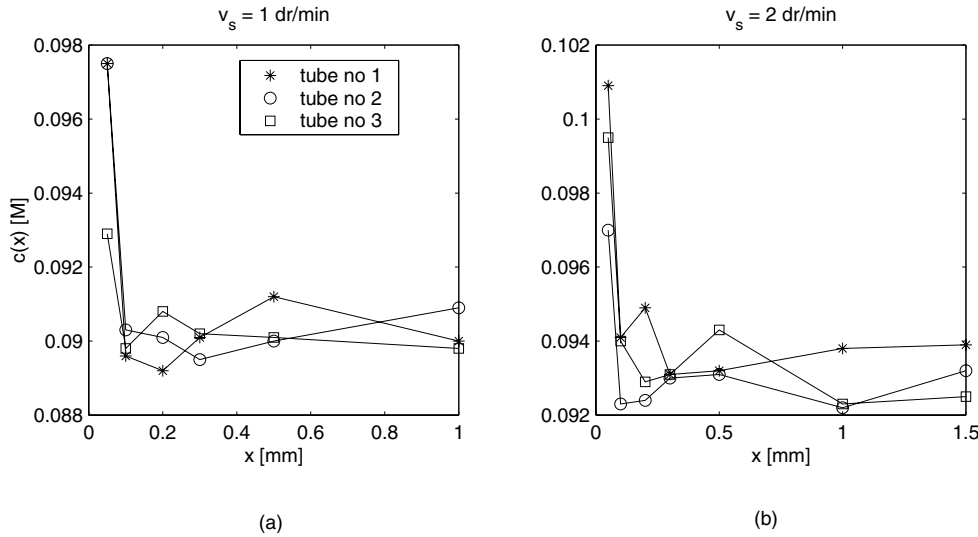 v_s = 1 dr/min
0.098
0.096
0.094
0.092
0.09
0.088
c(x) [M]
0 0.2 0.4 0.6 0.8 1
x [mm]
tube no 1
tube no 2
tube no 3
(a)
v_s = 2 dr/min
0.102
0.1
0.098
0.096
0.094
0.092
0 0.5 1 1.5
x [mm]
(b)